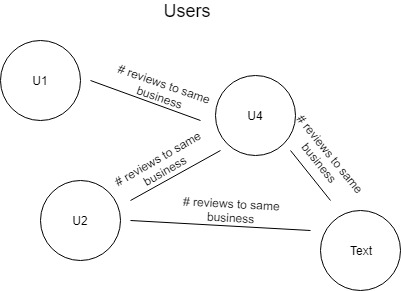 Users
U1
# reviews to same
business
U4
# reviews to same
business
# reviews to same
business
U2
# reviews to same
business
Text